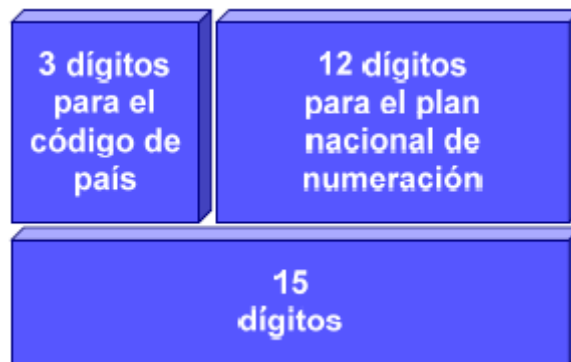 3 dígitos
para el
código de
país
12 dígitos
para el plan
nacional de
numeración
15
dígitos